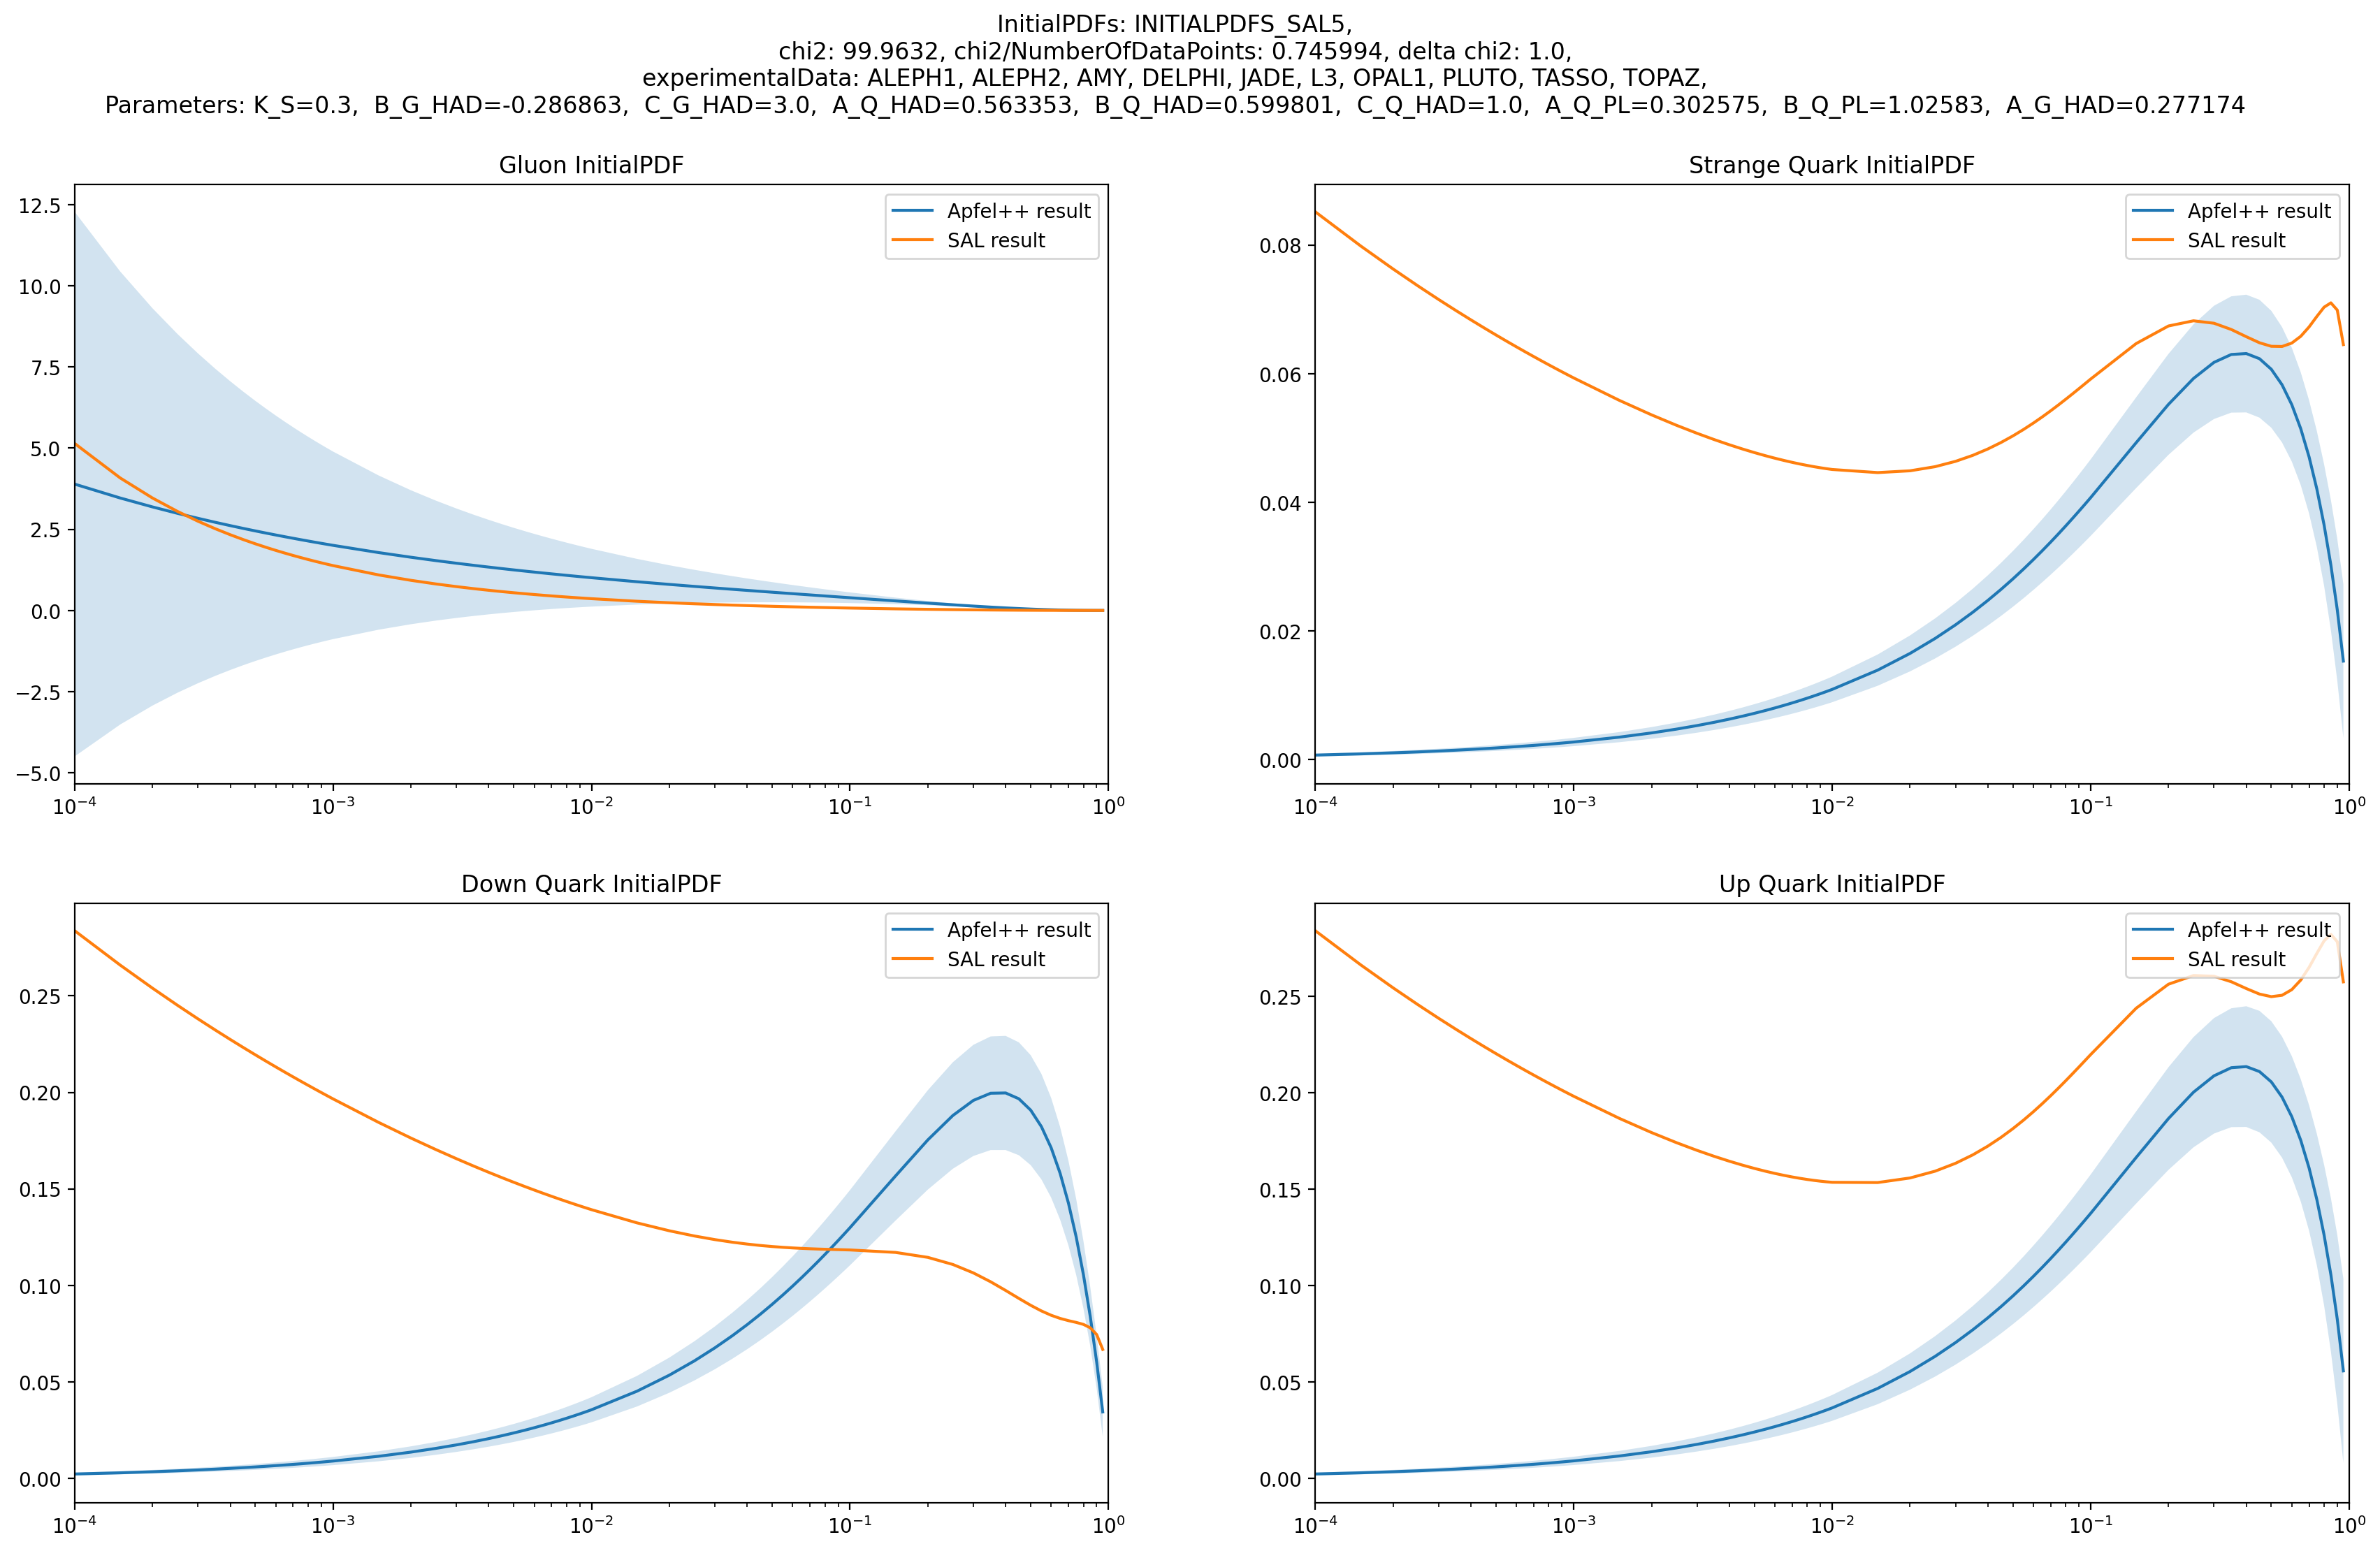 InitialPDFs: INITIALPDFS_SAL5,
chi2: 99.9632, chi2/NumberOfDataPoints: 0.745994, delta chi2: 1.0,
experimentalData: ALEPH1, ALEPH2, AMY, DELPHI, JADE, L3, OPAL1, PLUTO, TASSO, TOPAZ,
Parameters: K_S=0.3, B_G_HAD=-0.286863, C_G_HAD=3.0, A_Q_HAD=0.563353, B_Q_HAD=0.599801, C_Q_HAD=1.0, A_Q_PL=0.302575, B_Q_PL=1.02583, A_G_HAD=0.277174
Gluon InitialPDF
Apfel++ result
SAL result
12.5
10.0
7.5
5.0
2.5
0.0
−2.5
−5.0
10⁻⁴ 10⁻³ 10⁻² 10⁻¹ 10⁰
Strange Quark InitialPDF
Apfel++ result
SAL result
0.08
0.06
0.04
0.02
0.00
10⁻⁴ 10⁻³ 10⁻² 10⁻¹ 10⁰
Down Quark InitialPDF
Apfel++ result
SAL result
0.25
0.20
0.15
0.10
0.05
0.00
10⁻⁴ 10⁻³ 10⁻² 10⁻¹ 10⁰
Up Quark InitialPDF
Apfel++ result
SAL result
0.25
0.20
0.15
0.10
0.05
0.00
10⁻⁴ 10⁻³ 10⁻² 10⁻¹ 10⁰